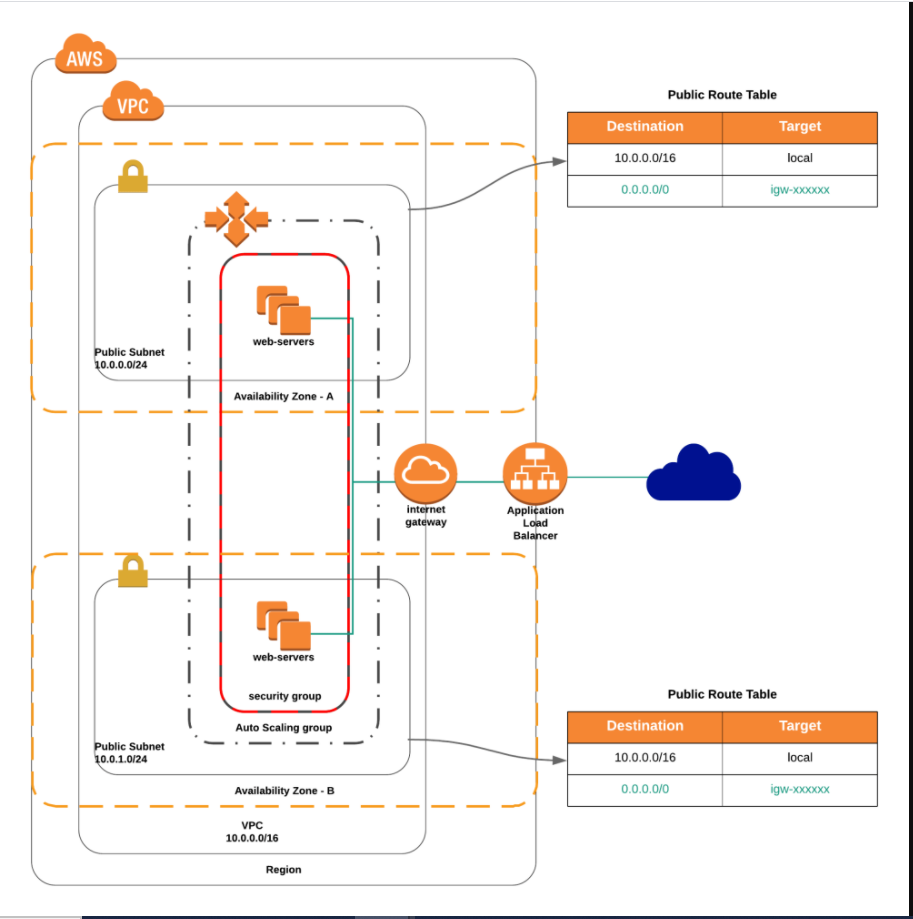 AWS
VPC
Public Route Table
Destination Target
10.0.0.0/16 local
0.0.0.0/0 igw-xxxxxx
web-servers
Public Subnet
10.0.0.0/24
Availability Zone - A
internet
gateway
Application
Load
Balancer
web-servers
security group
Auto Scaling group
Public Subnet
10.0.1.0/24
Availability Zone - B
Public Route Table
Destination Target
10.0.0.0/16 local
0.0.0.0/0 igw-xxxxxx
VPC
10.0.0.0/16
Region